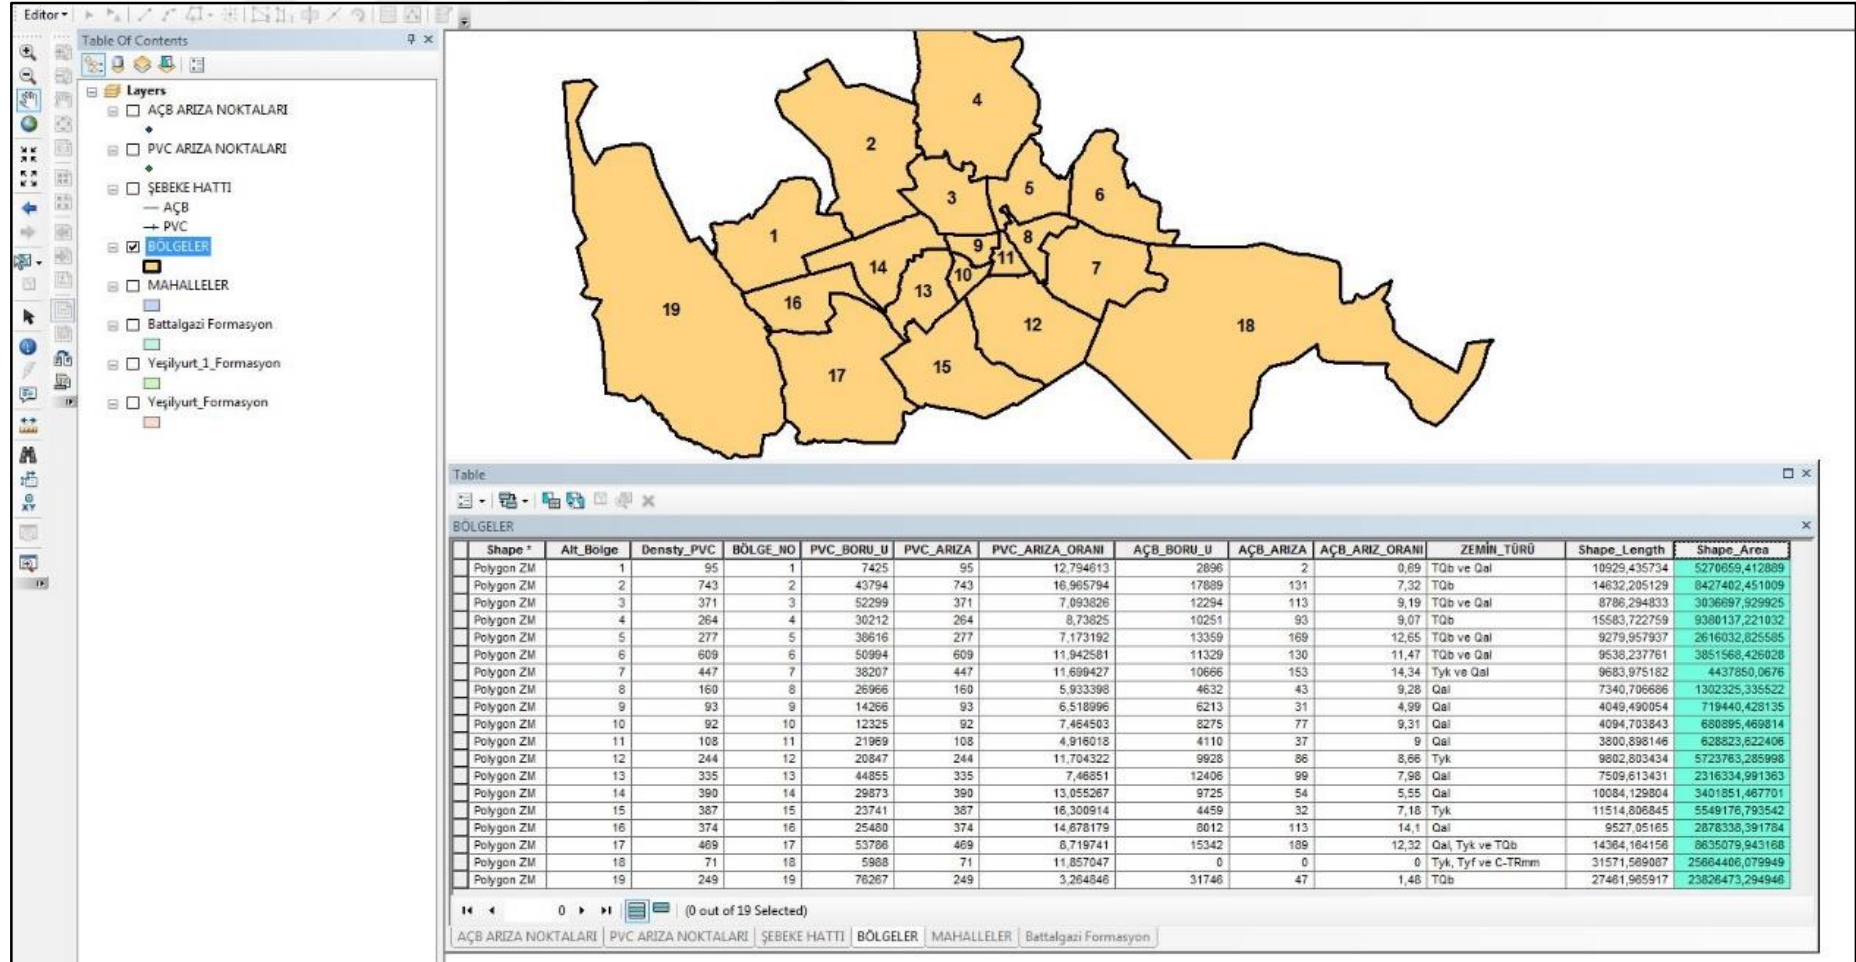 Editor
Table Of Contents
Layers
AÇB ARIZA NOKTALARI
PVC ARIZA NOKTALARI
ŞEBEKE HATTI
AÇB
PVC
BÖLGELER
MAHALLELER
Battalgazi Formasyon
Yeşilyurt_1_Formasyon
Yeşilyurt_Formasyon
4
2
5
3
6
1
9
8
11
14
10
7
13
16
19
12
18
15
17
Table
BÖLGELER
Shape * Alt_Bolge Densty_PVC BÖLGE_NO PVC_BORU_U PVC_ARIZA PVC_ARIZA_ORANI AÇB_BORU_U AÇB_ARIZA AÇB_ARIZ_ORANI ZEMİN_TÜRÜ Shape_Length Shape_Area
Polygon ZM 1 95 1 7425 95 12,794613 2896 2 0,69 TQb ve Qal 10929,435734 5270659,412889
Polygon ZM 2 743 2 43794 743 16,965794 17889 131 7,32 TQb 14632,205129 8427402,451009
Polygon ZM 3 371 3 52299 371 7,093826 12294 113 9,19 TQb ve Qal 8786,294833 3036697,929925
Polygon ZM 4 264 4 30212 264 8,73825 10251 93 9,07 TQb 15583,722759 9380137,221032
Polygon ZM 5 277 5 38616 277 7,173192 13359 169 12,65 TQb ve Qal 9279,957937 2616032,825585
Polygon ZM 6 609 6 50994 609 11,942581 11329 130 11,47 TQb ve Qal 9538,237761 3851568,426028
Polygon ZM 7 447 7 38207 447 11,699427 10666 153 14,34 Tyk ve Qal 9683,975182 4437850,0676
Polygon ZM 8 160 8 26966 160 5,933398 4632 43 9,28 Qal 7340,706686 1302325,335522
Polygon ZM 9 93 9 14266 93 6,518996 6213 31 4,99 Qal 4049,490054 719440,428135
Polygon ZM 10 92 10 12325 92 7,464503 8275 77 9,31 Qal 4094,703843 680895,469814
Polygon ZM 11 108 11 21969 108 4,916018 4110 37 9 Qal 3800,898146 628823,622406
Polygon ZM 12 244 12 20847 244 11,704322 9928 86 8,66 Tyk 9802,803434 5723763,285998
Polygon ZM 13 335 13 44855 335 7,46851 12406 99 7,98 Qal 7509,613431 2316334,991363
Polygon ZM 14 390 14 29873 390 13,055267 9725 54 5,55 Qal 10084,129804 3401851,467701
Polygon ZM 15 387 15 23741 387 16,300914 4459 32 7,18 Tyk 11514,806845 5549176,793542
Polygon ZM 16 374 16 25480 374 14,678179 8012 113 14,1 Qal 9527,05165 2878338,391784
Polygon ZM 17 469 17 53786 469 8,719741 15342 189 12,32 Qal, Tyk ve TQb 14364,164156 8635079,943168
Polygon ZM 18 71 18 5988 71 11,857047 0 0 0 Tyk, Tyf ve C-TRmm 31571,569087 25664406,079949
Polygon ZM 19 249 19 76267 249 3,264846 31746 47 1,48 TQb 27461,965917 23826473,294946
0 (0 out of 19 Selected)
AÇB ARIZA NOKTALARI PVC ARIZA NOKTALARI ŞEBEKE HATTI BÖLGELER MAHALLELER Battalgazi Formasyon